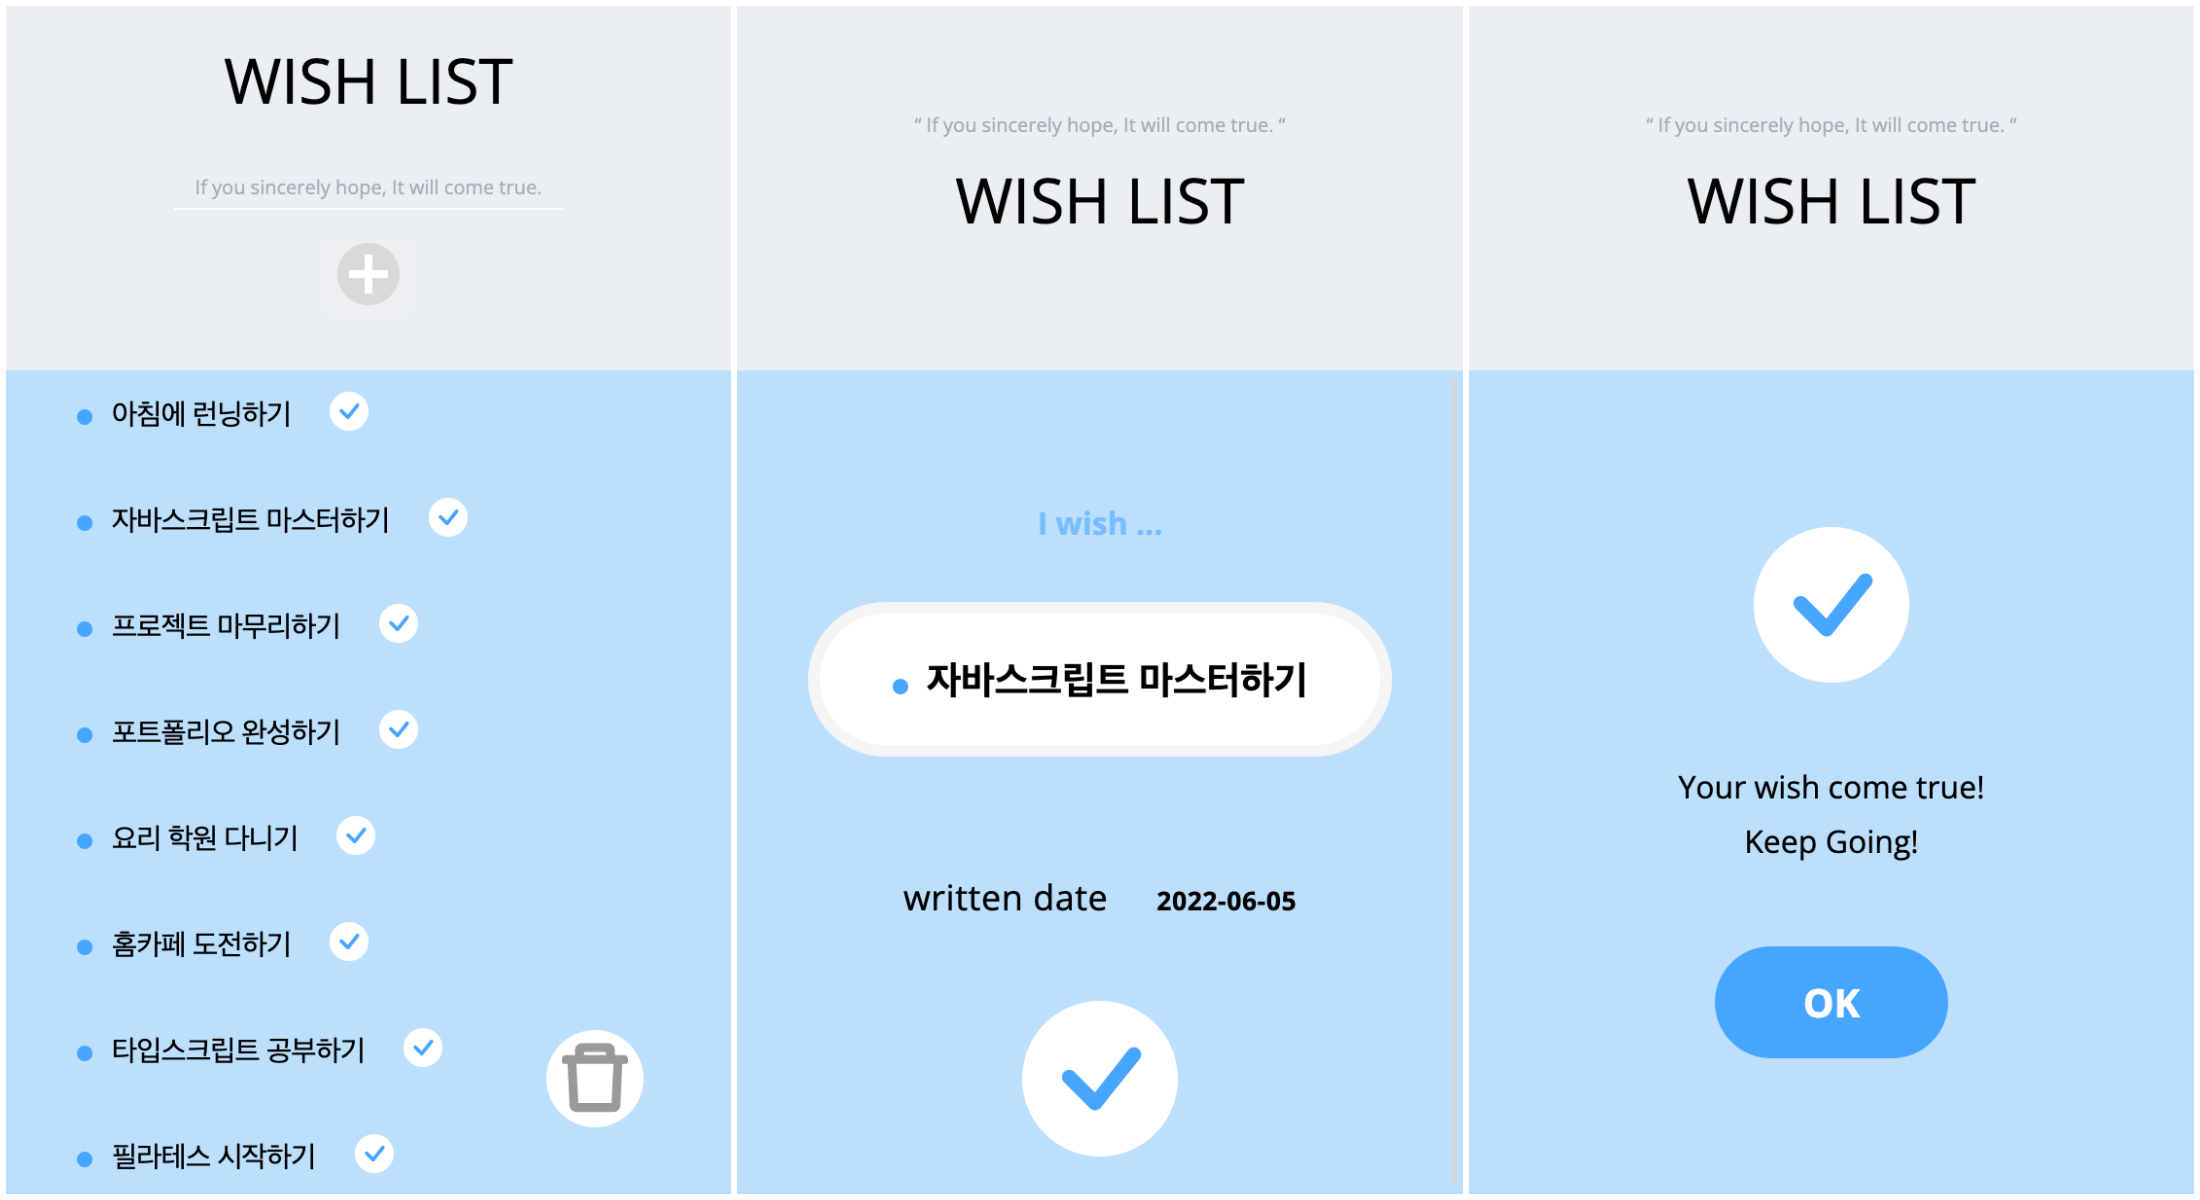 WISH LIST
If you sincerely hope, It will come true.
아침에 런닝하기
자바스크립트 마스터하기
프로젝트 마무리하기
포트폴리오 완성하기
요리 학원 다니기
홈카페 도전하기
타입스크립트 공부하기
필라테스 시작하기
“ If you sincerely hope, It will come true. “
WISH LIST
I wish ...
자바스크립트 마스터하기
written date 2022-06-05
“ If you sincerely hope, It will come true. “
WISH LIST
Your wish come true!
Keep Going!
OK